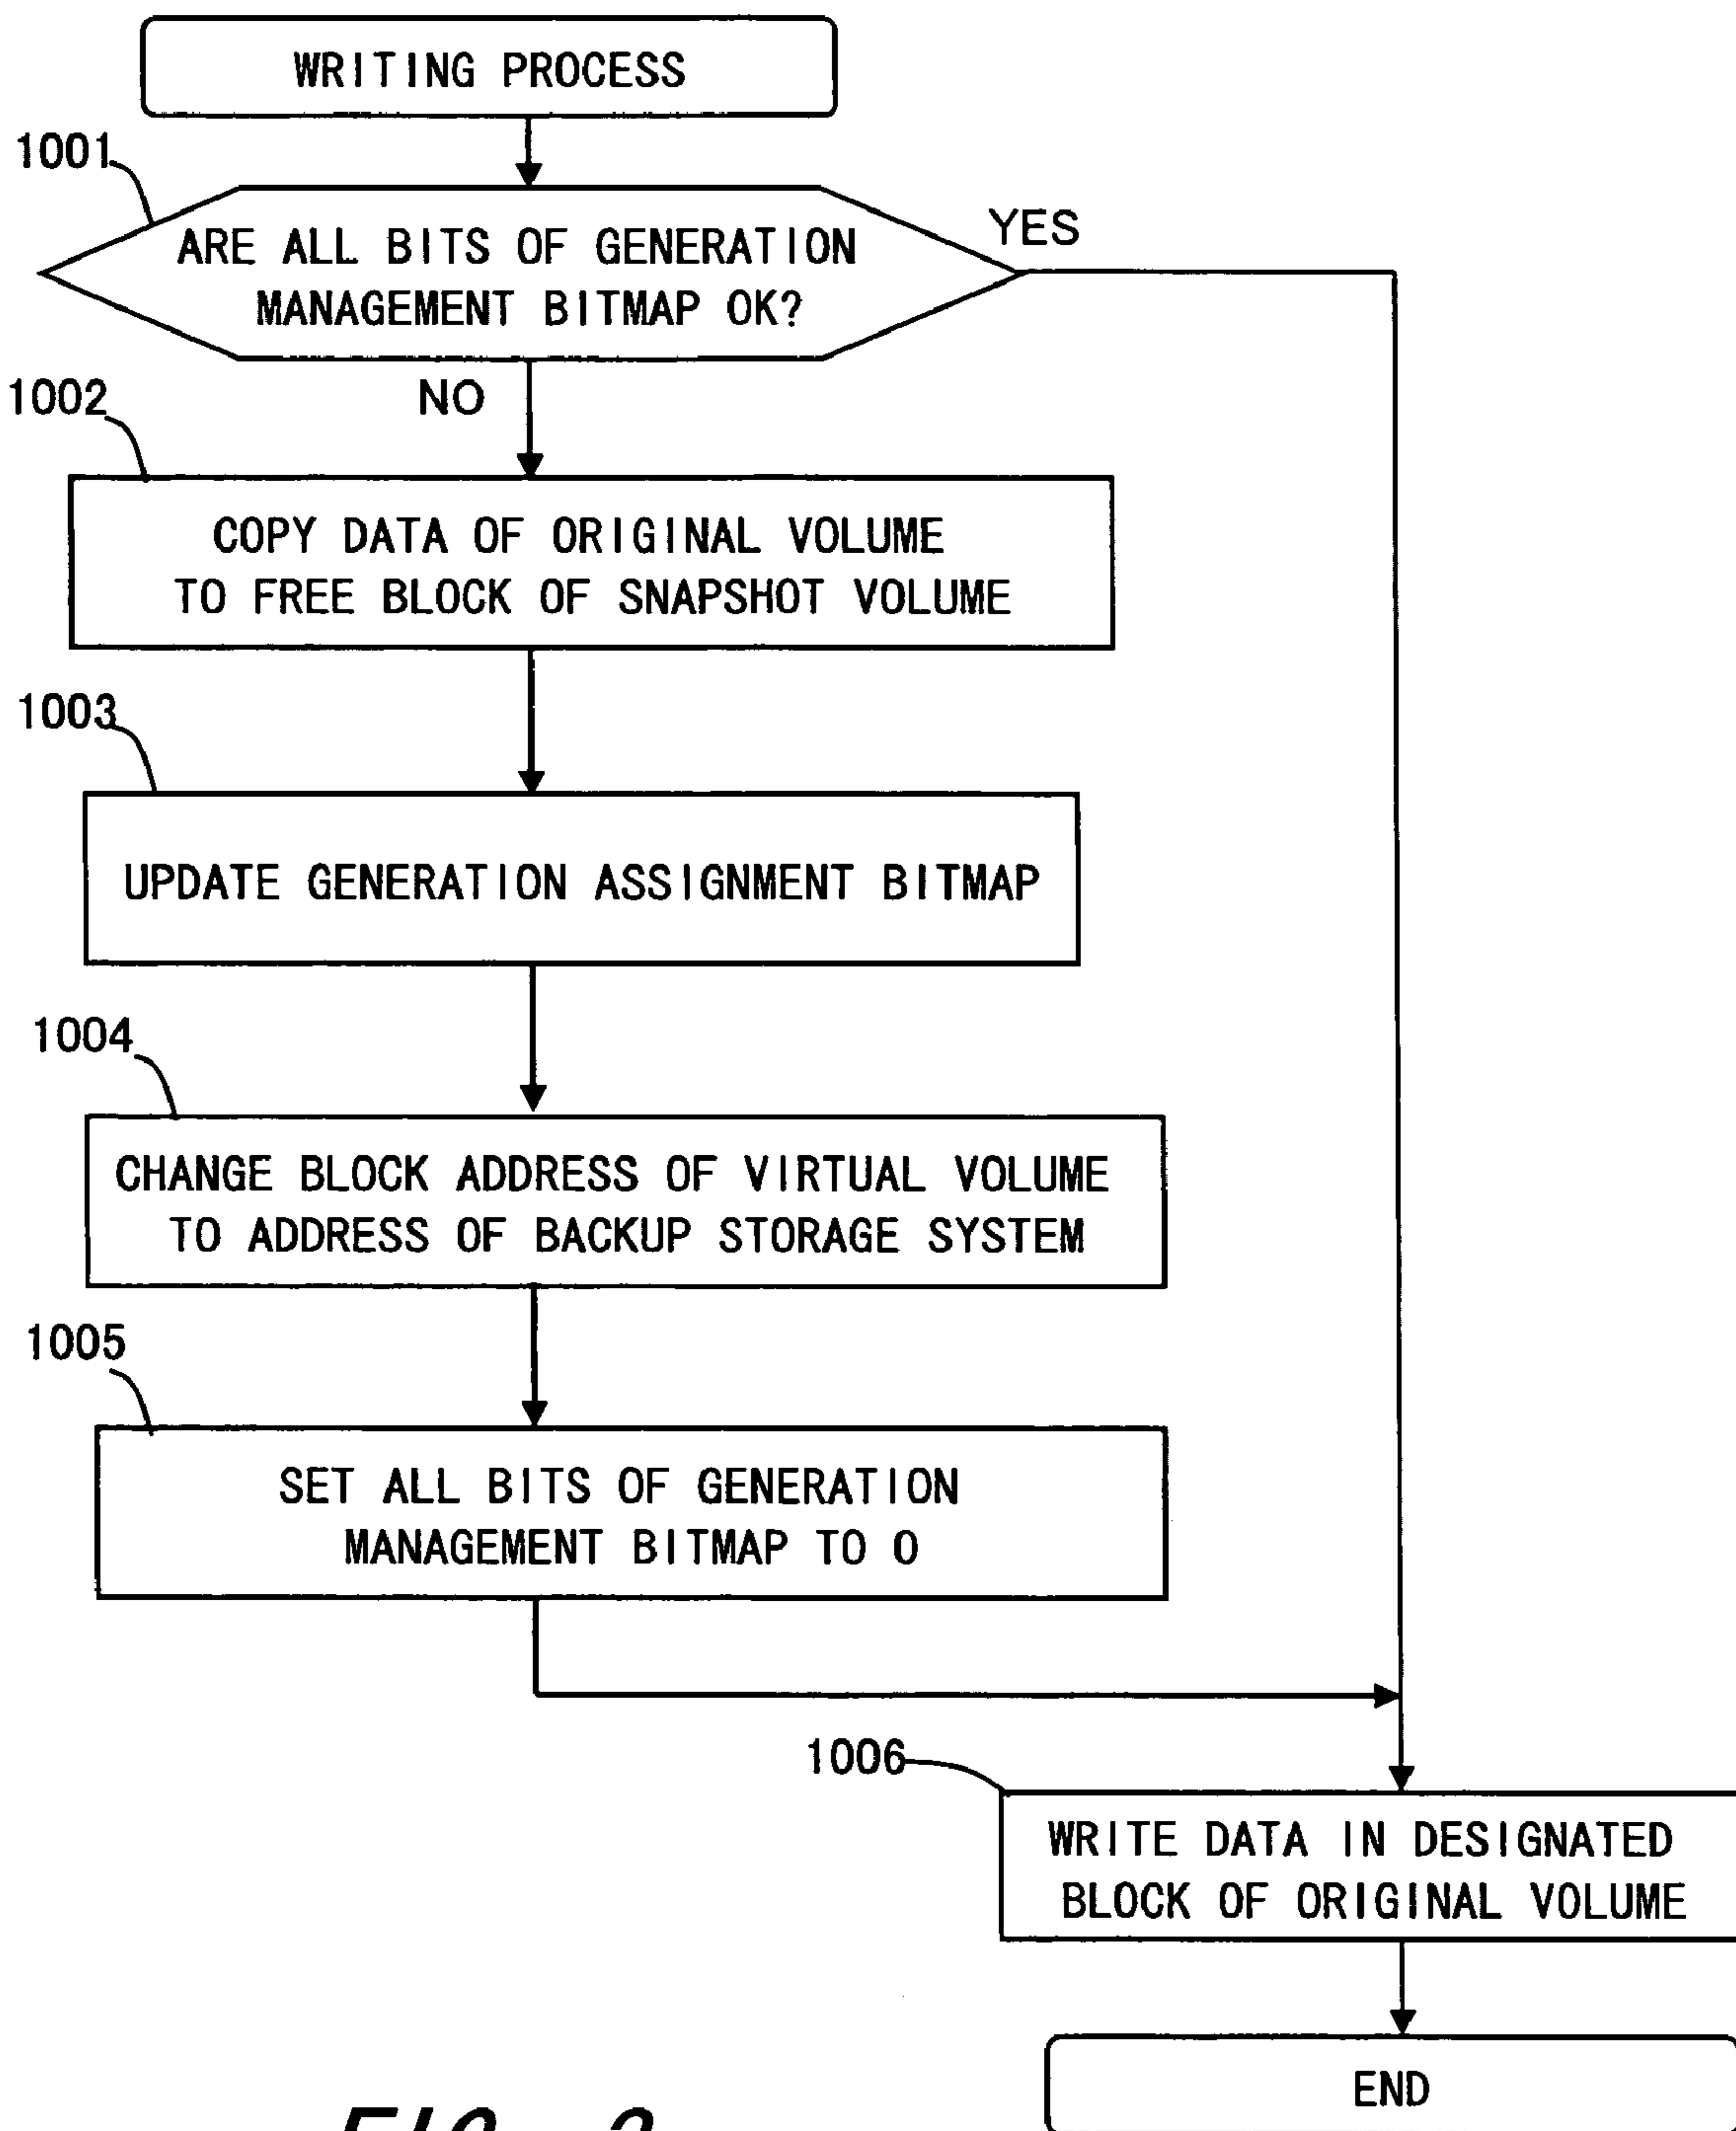 WRITING PROCESS
1001
ARE ALL BITS OF GENERATION
MANAGEMENT BITMAP OK?
YES
NO
1002
COPY DATA OF ORIGINAL VOLUME
TO FREE BLOCK OF SNAPSHOT VOLUME
1003
UPDATE GENERATION ASSIGNMENT BITMAP
1004
CHANGE BLOCK ADDRESS OF VIRTUAL VOLUME
TO ADDRESS OF BACKUP STORAGE SYSTEM
1005
SET ALL BITS OF GENERATION
MANAGEMENT BITMAP TO 0
1006
WRITE DATA IN DESIGNATED
BLOCK OF ORIGINAL VOLUME
END